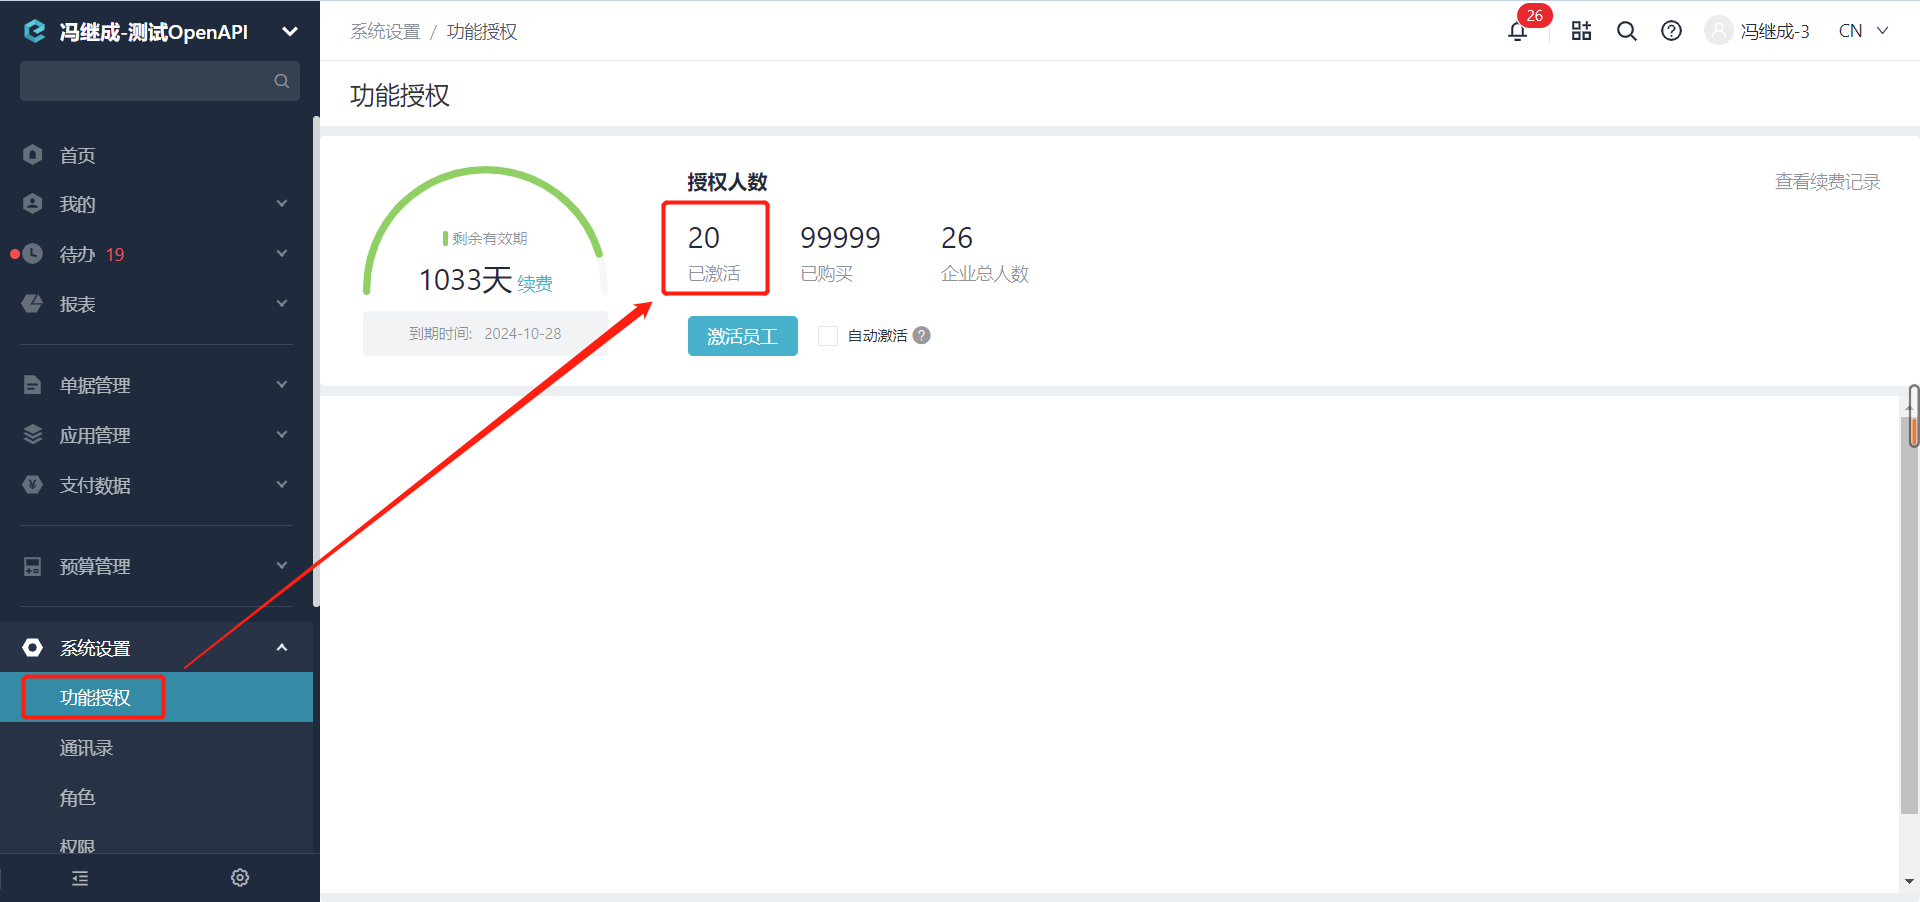 冯继成-测试OpenAPI
首页
我的
待办 19
报表
单据管理
应用管理
支付数据
预算管理
系统设置
功能授权
通讯录
角色
权限
系统设置 / 功能授权
26
冯继成-3
CN
功能授权
剩余有效期
1033天 续费
到期时间: 2024-10-28
授权人数
查看续费记录
20 99999 26
已激活 已购买 企业总人数
激活员工 自动激活 ?